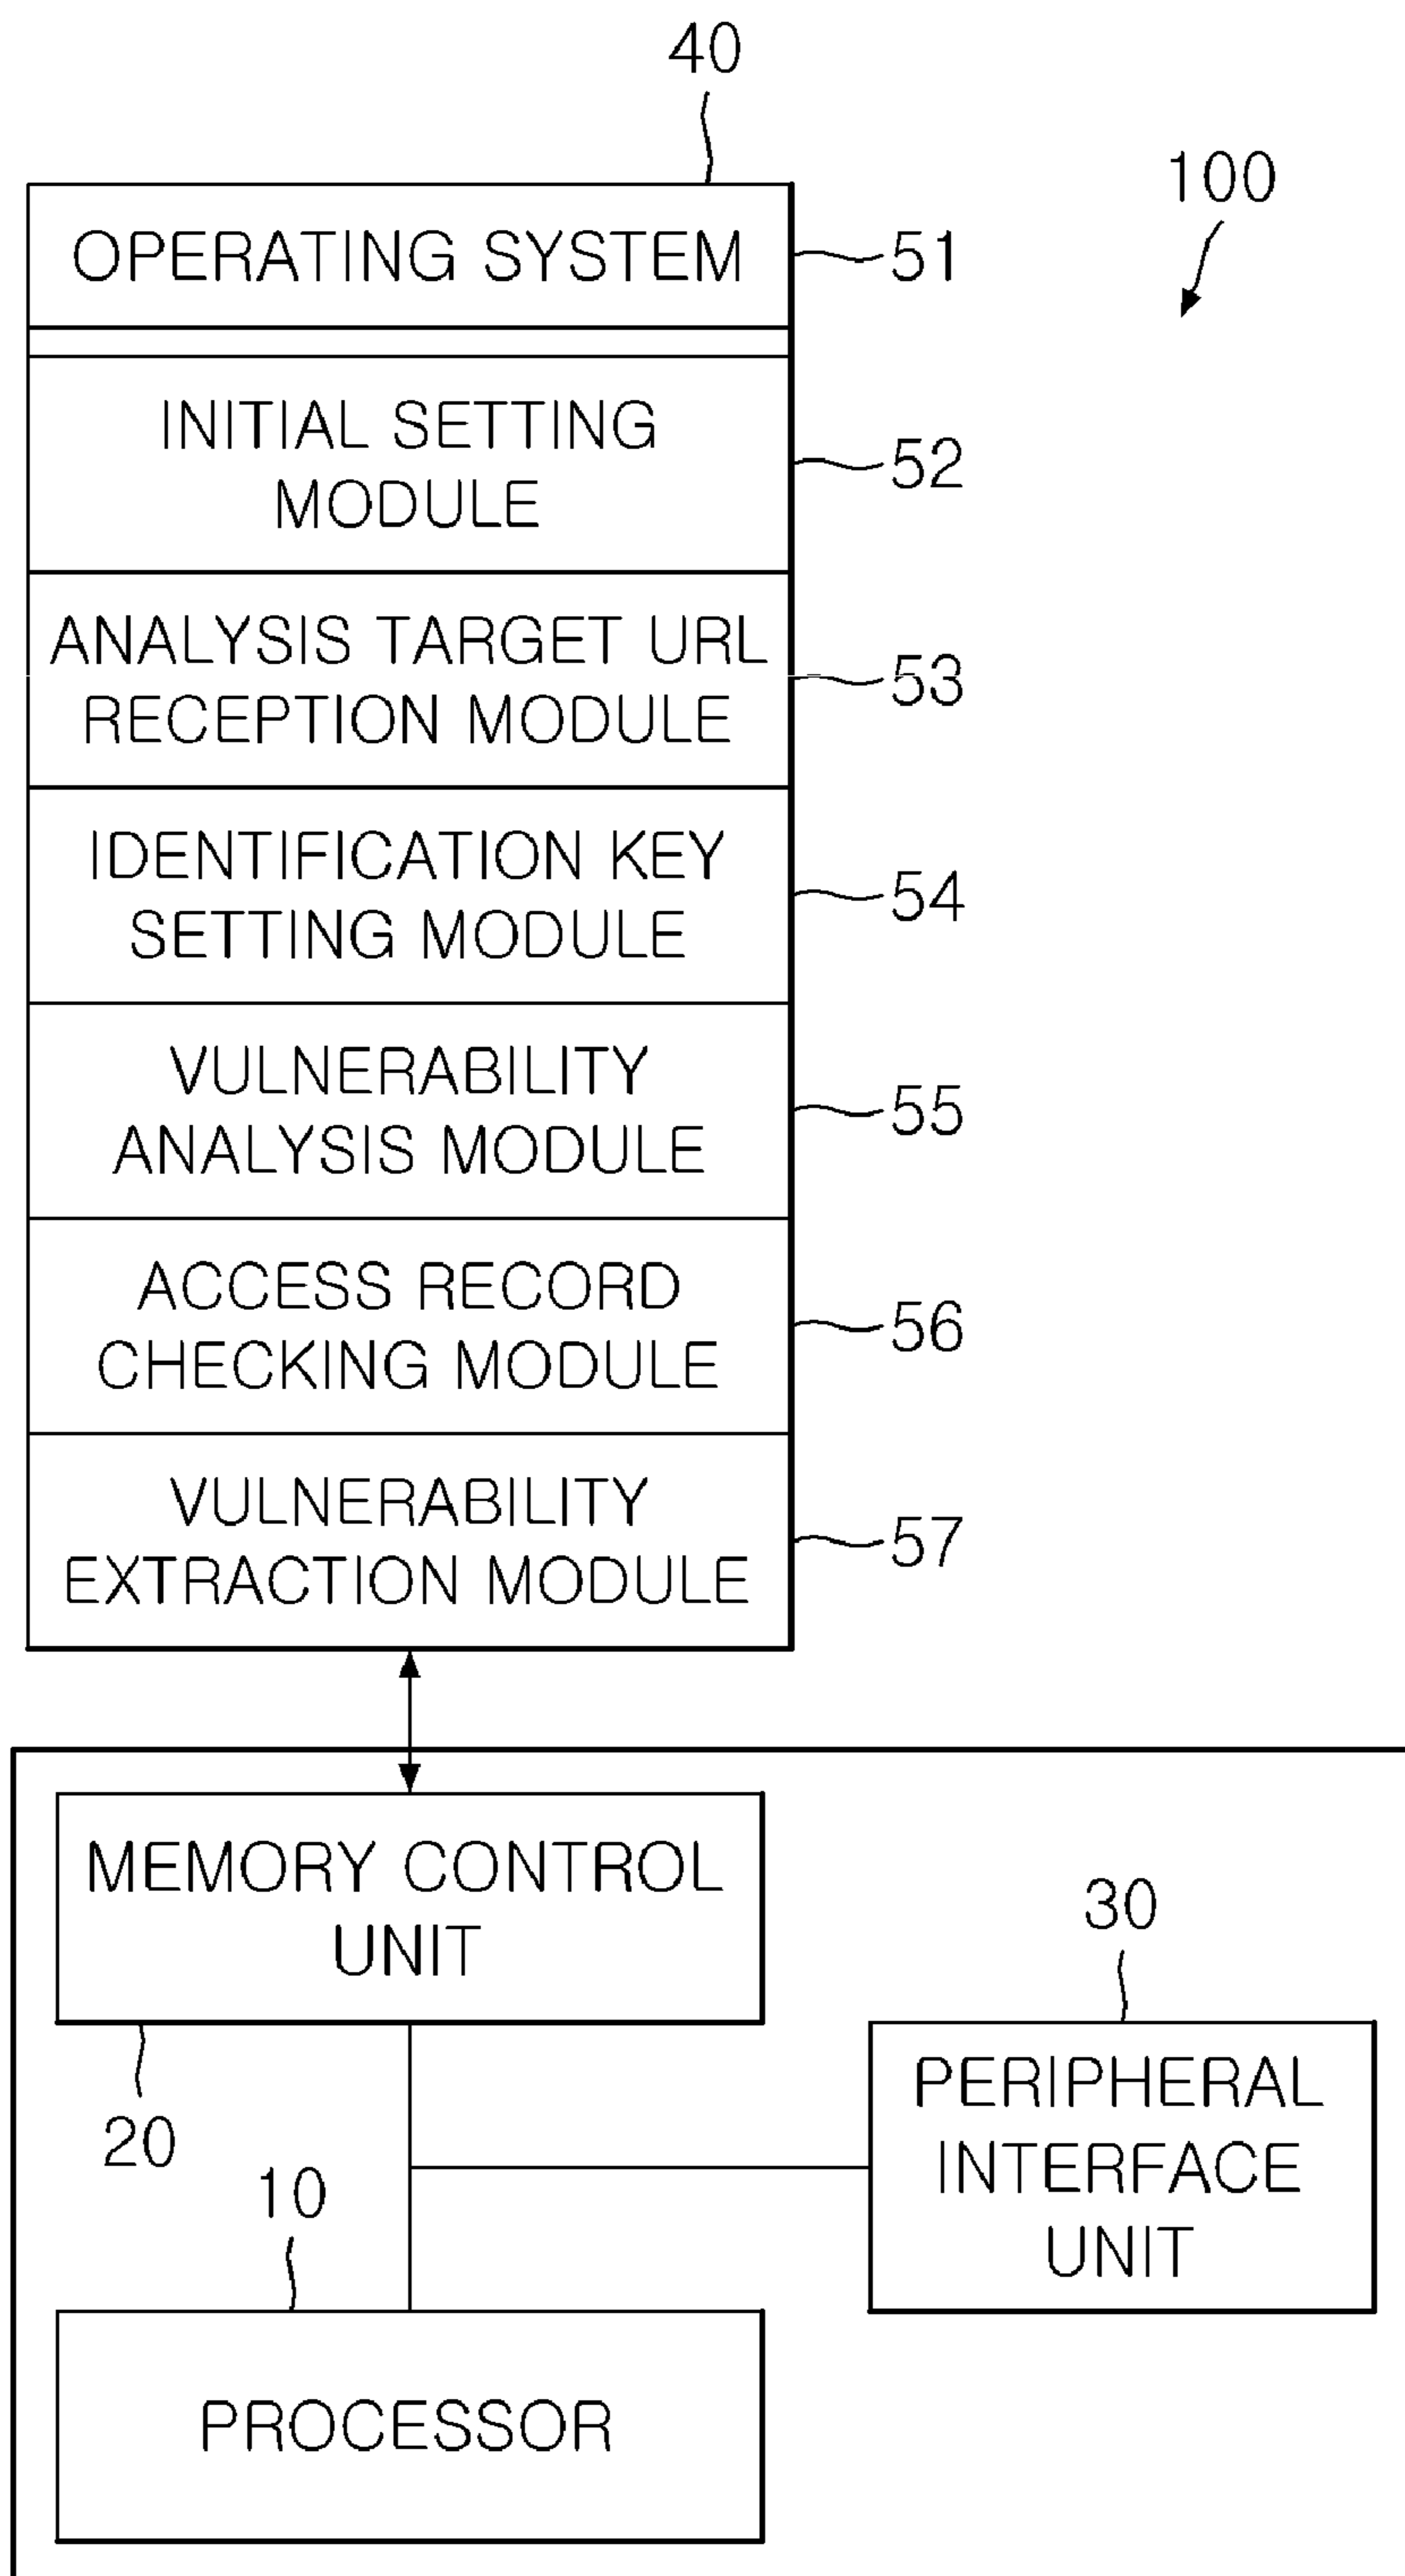 40
100
OPERATING SYSTEM
51
INITIAL SETTING
MODULE
52
ANALYSIS TARGET URL
RECEPTION MODULE
53
IDENTIFICATION KEY
SETTING MODULE
54
VULNERABILITY
ANALYSIS MODULE
55
ACCESS RECORD
CHECKING MODULE
56
VULNERABILITY
EXTRACTION MODULE
57
MEMORY CONTROL
UNIT
20
30
PERIPHERAL
INTERFACE
UNIT
10
PROCESSOR